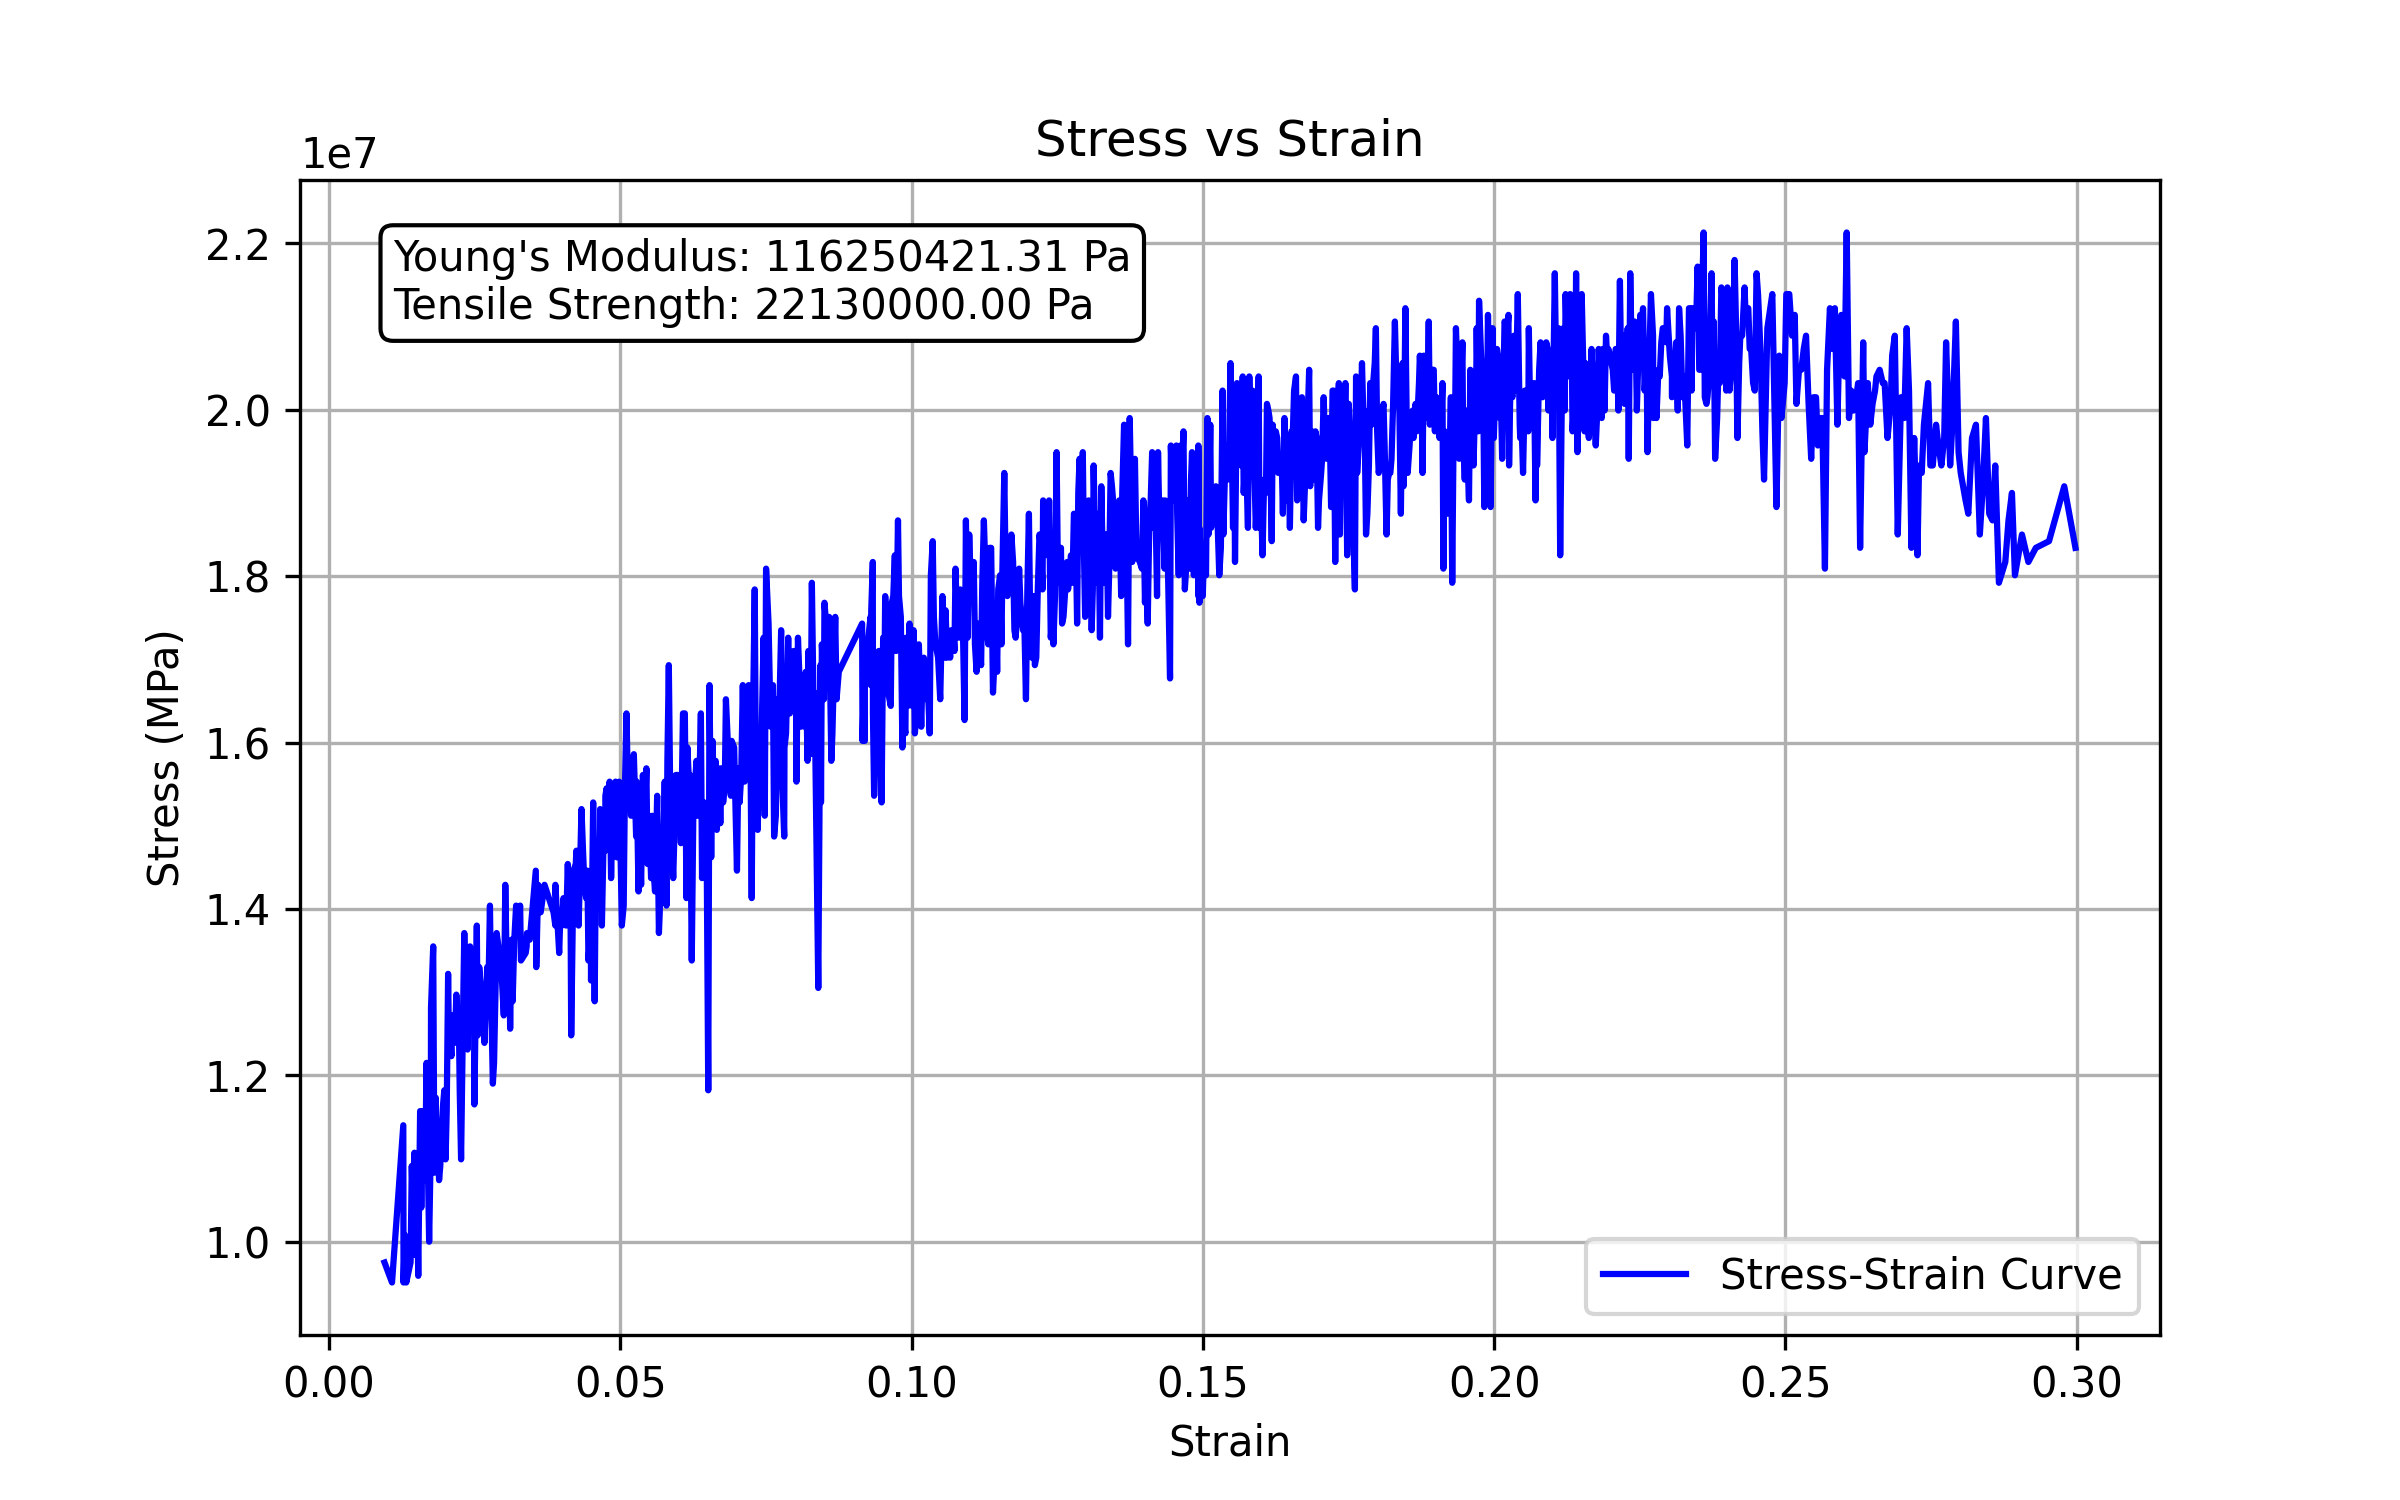 Stress vs Strain
1e7
Young's Modulus: 116250421.31 Pa
Tensile Strength: 22130000.00 Pa
2.2
2.0
1.8
1.6
1.4
1.2
1.0
Stress (MPa)
Stress-Strain Curve
0.00 0.05 0.10 0.15 0.20 0.25 0.30
Strain